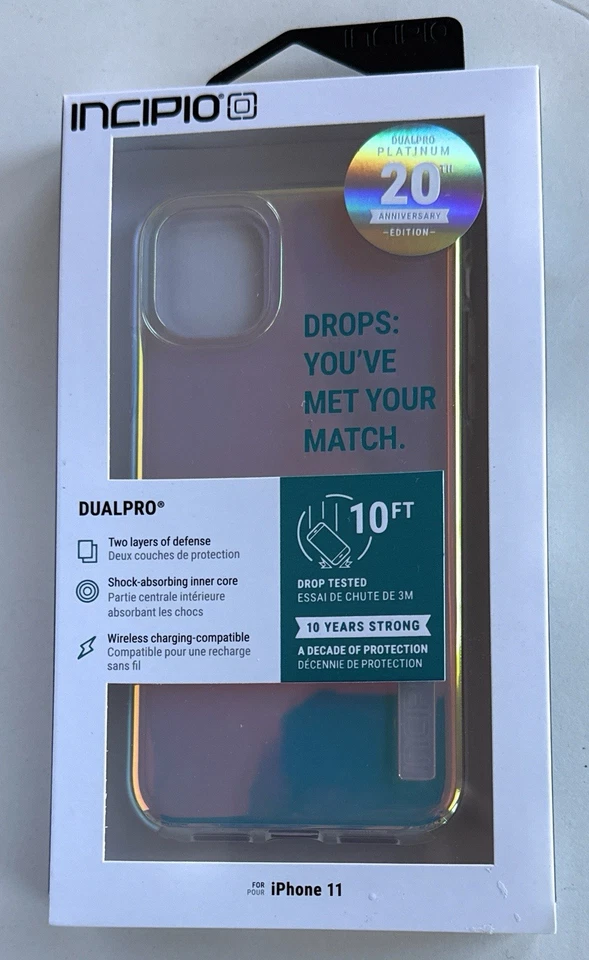 INCIPIO
INCIPIO®
DUALPRO
PLATINUM
20TH
ANNIVERSARY
–EDITION–
DROPS:
YOU'VE
MET YOUR
MATCH.
DUALPRO®
Two layers of defense
Deux couches de protection
Shock-absorbing inner core
Partie centrale intérieure
absorbant les chocs
Wireless charging-compatible
Compatible pour une recharge
sans fil
10FT
DROP TESTED
ESSAI DE CHUTE DE 3M
10 YEARS STRONG
A DECADE OF PROTECTION
DÉCENNIE DE PROTECTION
INCIPIO
FOR
POUR
iPhone 11